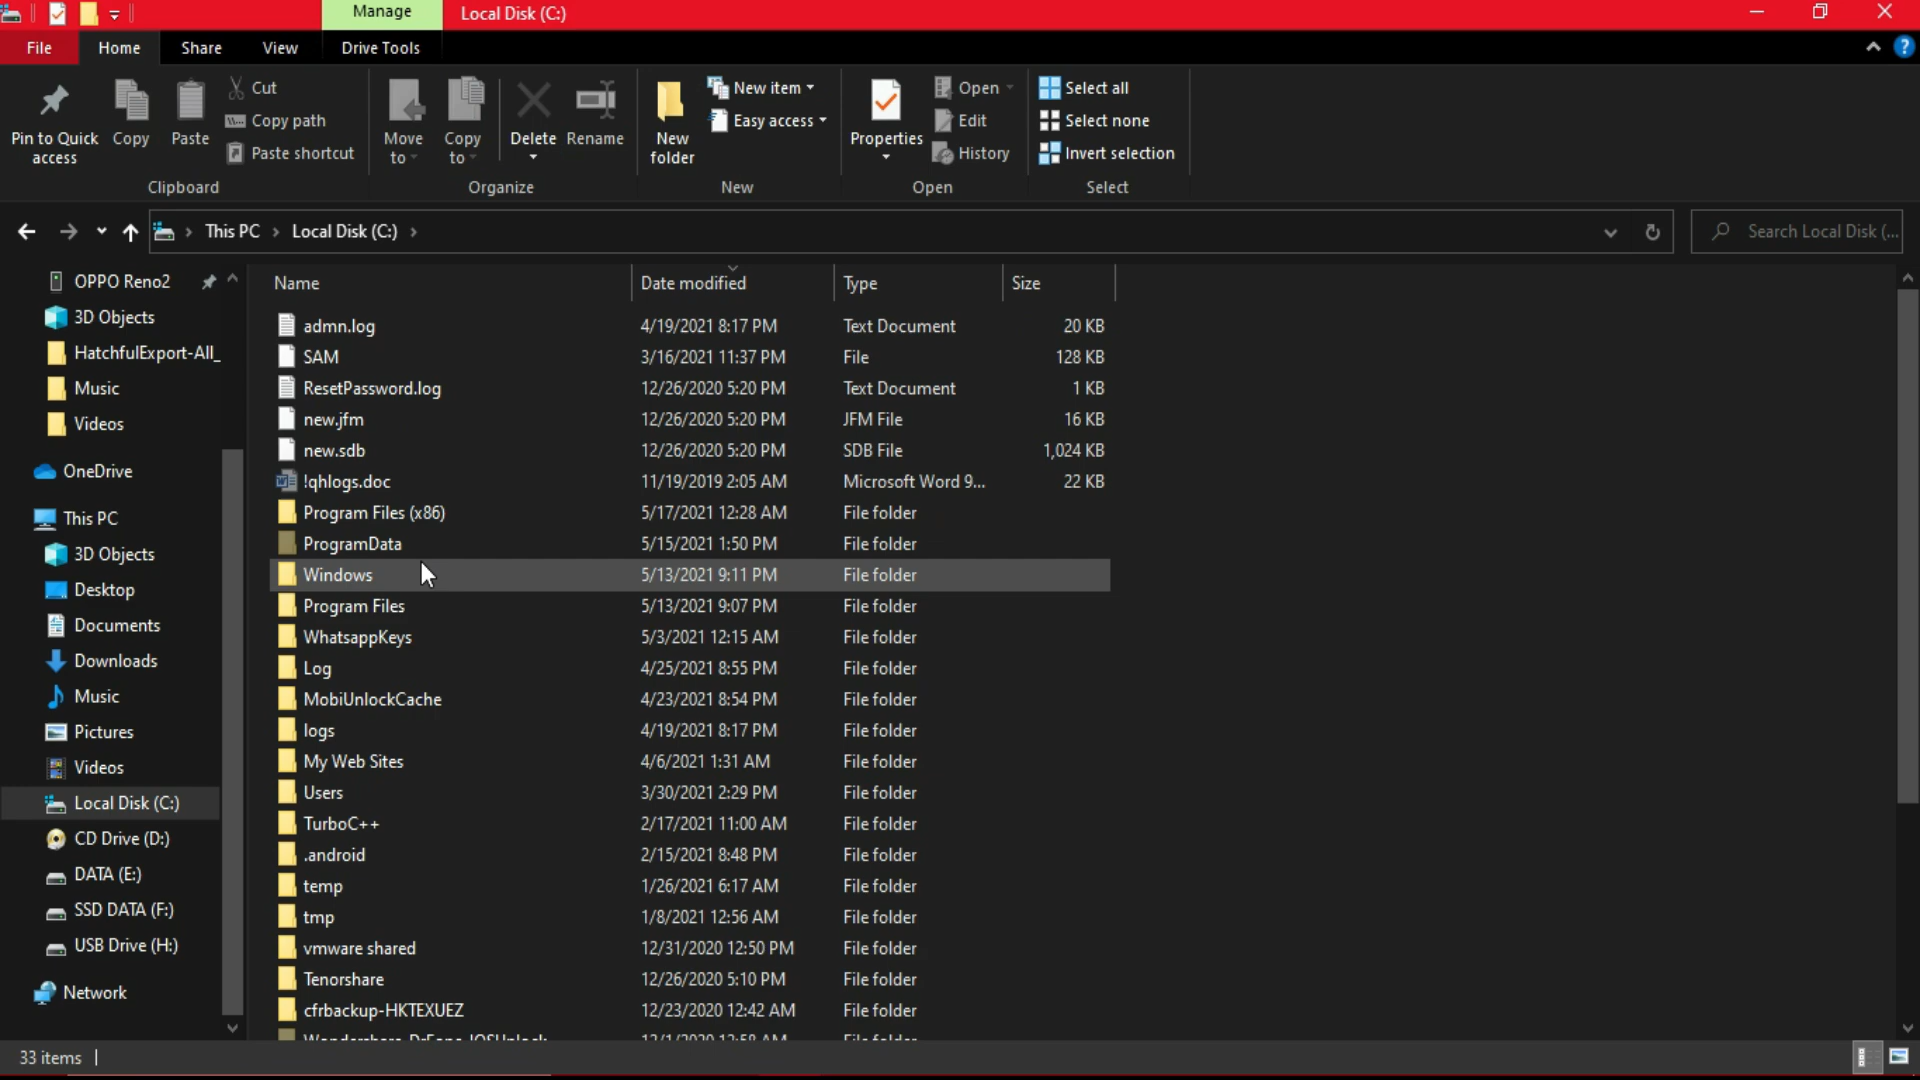 Manage
Local Disk (C:)
File
Home
Share
View
Drive Tools
Pin to Quick access
Copy
Paste
Cut
Copy path
Paste shortcut
Move to
Copy to
Delete
Rename
New folder
New item
Easy access
Properties
Open
Edit
History
Select all
Select none
Invert selection
Clipboard
Organize
New
Open
Select
This PC
Local Disk (C:)
Search Local Disk (...
OPPO Reno2
3D Objects
HatchfulExport-All_
Music
Videos
OneDrive
This PC
3D Objects
Desktop
Documents
Downloads
Music
Pictures
Videos
Local Disk (C:)
CD Drive (D:)
DATA (E:)
SSD DATA (F:)
USB Drive (H:)
Network
Name Date modified Type Size
admn.log 4/19/2021 8:17 PM Text Document 20 KB
SAM 3/16/2021 11:37 PM File 128 KB
ResetPassword.log 12/26/2020 5:20 PM Text Document 1 KB
new.jfm 12/26/2020 5:20 PM JFM File 16 KB
new.sdb 12/26/2020 5:20 PM SDB File 1,024 KB
!qhlogs.doc 11/19/2019 2:05 AM Microsoft Word 9... 22 KB
Program Files (x86) 5/17/2021 12:28 AM File folder
ProgramData 5/15/2021 1:50 PM File folder
Windows 5/13/2021 9:11 PM File folder
Program Files 5/13/2021 9:07 PM File folder
WhatsappKeys 5/3/2021 12:15 AM File folder
Log 4/25/2021 8:55 PM File folder
MobiUnlockCache 4/23/2021 8:54 PM File folder
logs 4/19/2021 8:17 PM File folder
My Web Sites 4/6/2021 1:31 AM File folder
Users 3/30/2021 2:29 PM File folder
TurboC++ 2/17/2021 11:00 AM File folder
.android 2/15/2021 8:48 PM File folder
temp 1/26/2021 6:17 AM File folder
tmp 1/8/2021 12:56 AM File folder
vmware shared 12/31/2020 12:50 PM File folder
Tenorshare 12/26/2020 5:10 PM File folder
cfrbackup-HKTEXUEZ 12/23/2020 12:42 AM File folder
33 items